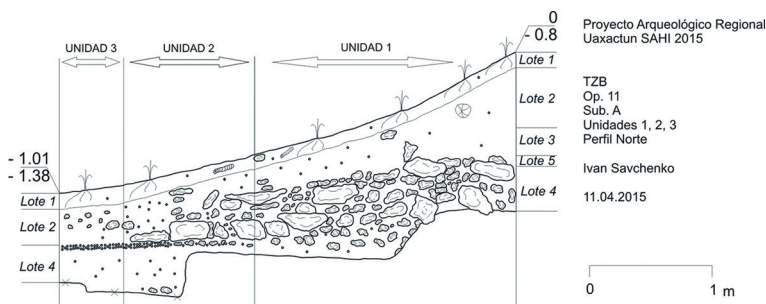 UNIDAD 3
UNIDAD 2
UNIDAD 1
0
- 0.8
Lote 1
Lote 2
Lote 3
Lote 5
Lote 4
- 1.01
- 1.38
Lote 1
Lote 2
Lote 4
Proyecto Arqueológico Regional
Uaxactun SAHI 2015
TZB
Op. 11
Sub. A
Unidades 1, 2, 3
Perfil Norte
Ivan Savchenko
11.04.2015
0
1 m